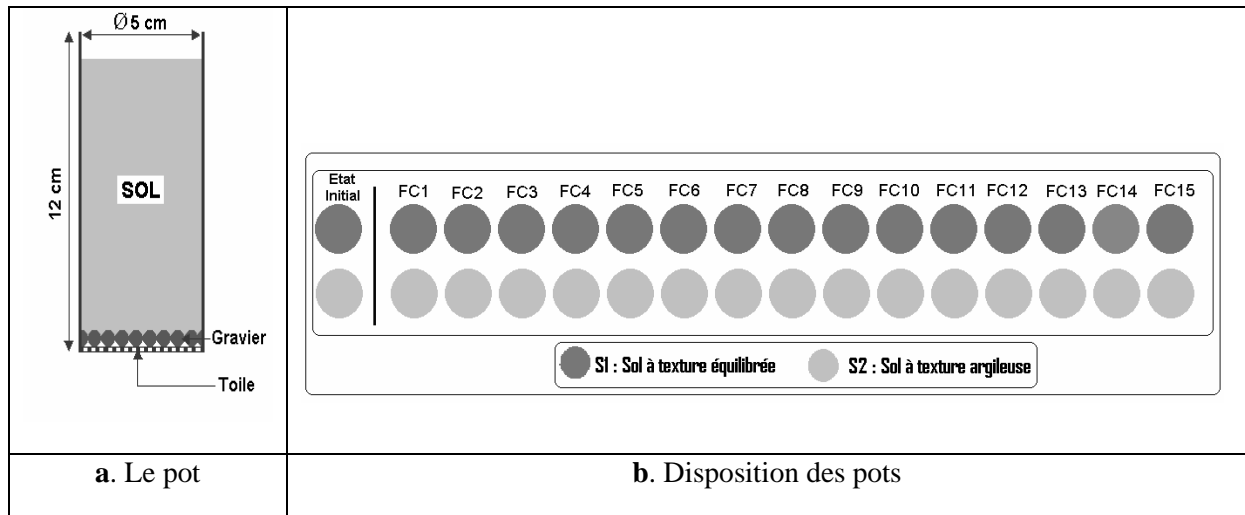 Ø5 cm
12 cm
SOL
Gravier
Toile
Etat
Initial
FC1 FC2 FC3 FC4 FC5 FC6 FC7 FC8 FC9 FC10 FC11 FC12 FC13 FC14 FC15
S1 : Sol à texture équilibrée S2 : Sol à texture argileuse
a. Le pot
b. Disposition des pots